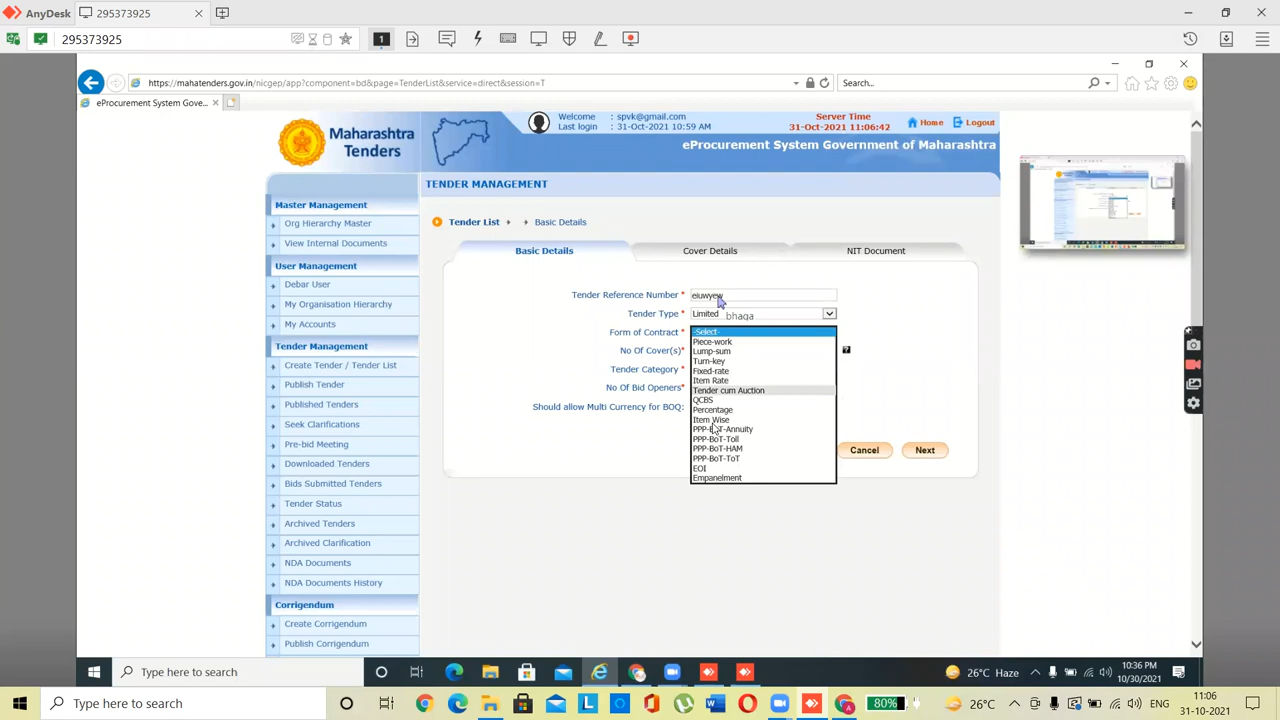 AnyDesk
295373925
295373925
1
https://mahatenders.gov.in/nicgep/app?component=bd&page=TenderList&service=direct&session=T
Search...
eProcurement System Gove...
Maharashtra
Tenders
Welcome : spvk@gmail.com
Last login : 31-Oct-2021 10:59 AM
Server Time
31-Oct-2021 11:06:42
Home
Logout
eProcurement System Government of Maharashtra
Master Management
Org Hierarchy Master
View Internal Documents
User Management
Debar User
My Organisation Hierarchy
My Accounts
Tender Management
Create Tender / Tender List
Publish Tender
Published Tenders
Seek Clarifications
Pre-bid Meeting
Downloaded Tenders
Bids Submitted Tenders
Tender Status
Archived Tenders
Archived Clarification
NDA Documents
NDA Documents History
Corrigendum
Create Corrigendum
Publish Corrigendum
TENDER MANAGEMENT
Tender List
Basic Details
Basic Details
Cover Details
NIT Document
Tender Reference Number *
eiuwyew
Tender Type *
Limited
bhaga
Form of Contract *
-Select-
No Of Cover(s)*
Tender Category *
No Of Bid Openers*
Should allow Multi Currency for BOQ:
Piece-work
Lump-sum
Turn-key
Fixed-rate
Item Rate
Tender cum Auction
QCBS
Percentage
Item Wise
PPP-BoT-Annuity
PPP-BoT-Toll
PPP-BoT-HAM
PPP-BoT-ToT
EOI
Empanelment
Cancel
Next
Type here to search
26°C Haze
10:36 PM
10/30/2021
Type here to search
80%
26°C
ENG
11:06
31-10-2021